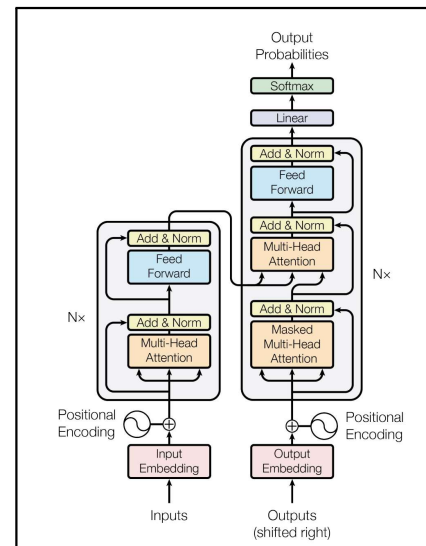 Output
Probabilities
Softmax
Linear
Add & Norm
Feed
Forward
Add & Norm
Multi-Head
Attention
Add & Norm
Masked
Multi-Head
Attention
N×
Positional
Encoding
Output
Embedding
Outputs
(shifted right)
Add & Norm
Feed
Forward
N×
Add & Norm
Multi-Head
Attention
Positional
Encoding
Input
Embedding
Inputs